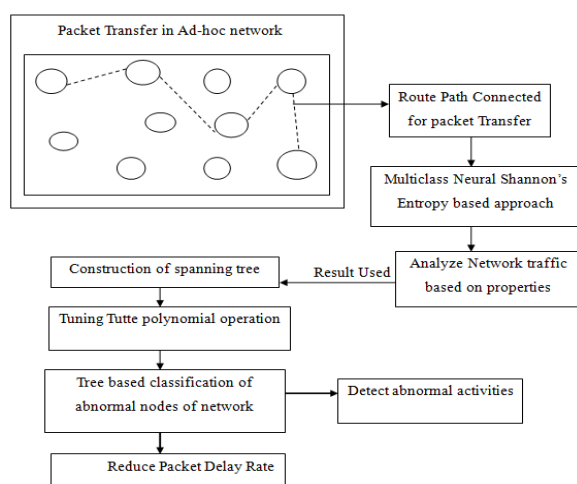 Packet Transfer in Ad-hoc network
Route Path Connected
for packet Transfer
Multiclass Neural Shannon's
Entropy based approach
Analyze Network traffic
based on properties
Result Used
Construction of spanning tree
Tuning Tutte polynomial operation
Tree based classification of
abnormal nodes of network
Detect abnormal activities
Reduce Packet Delay Rate